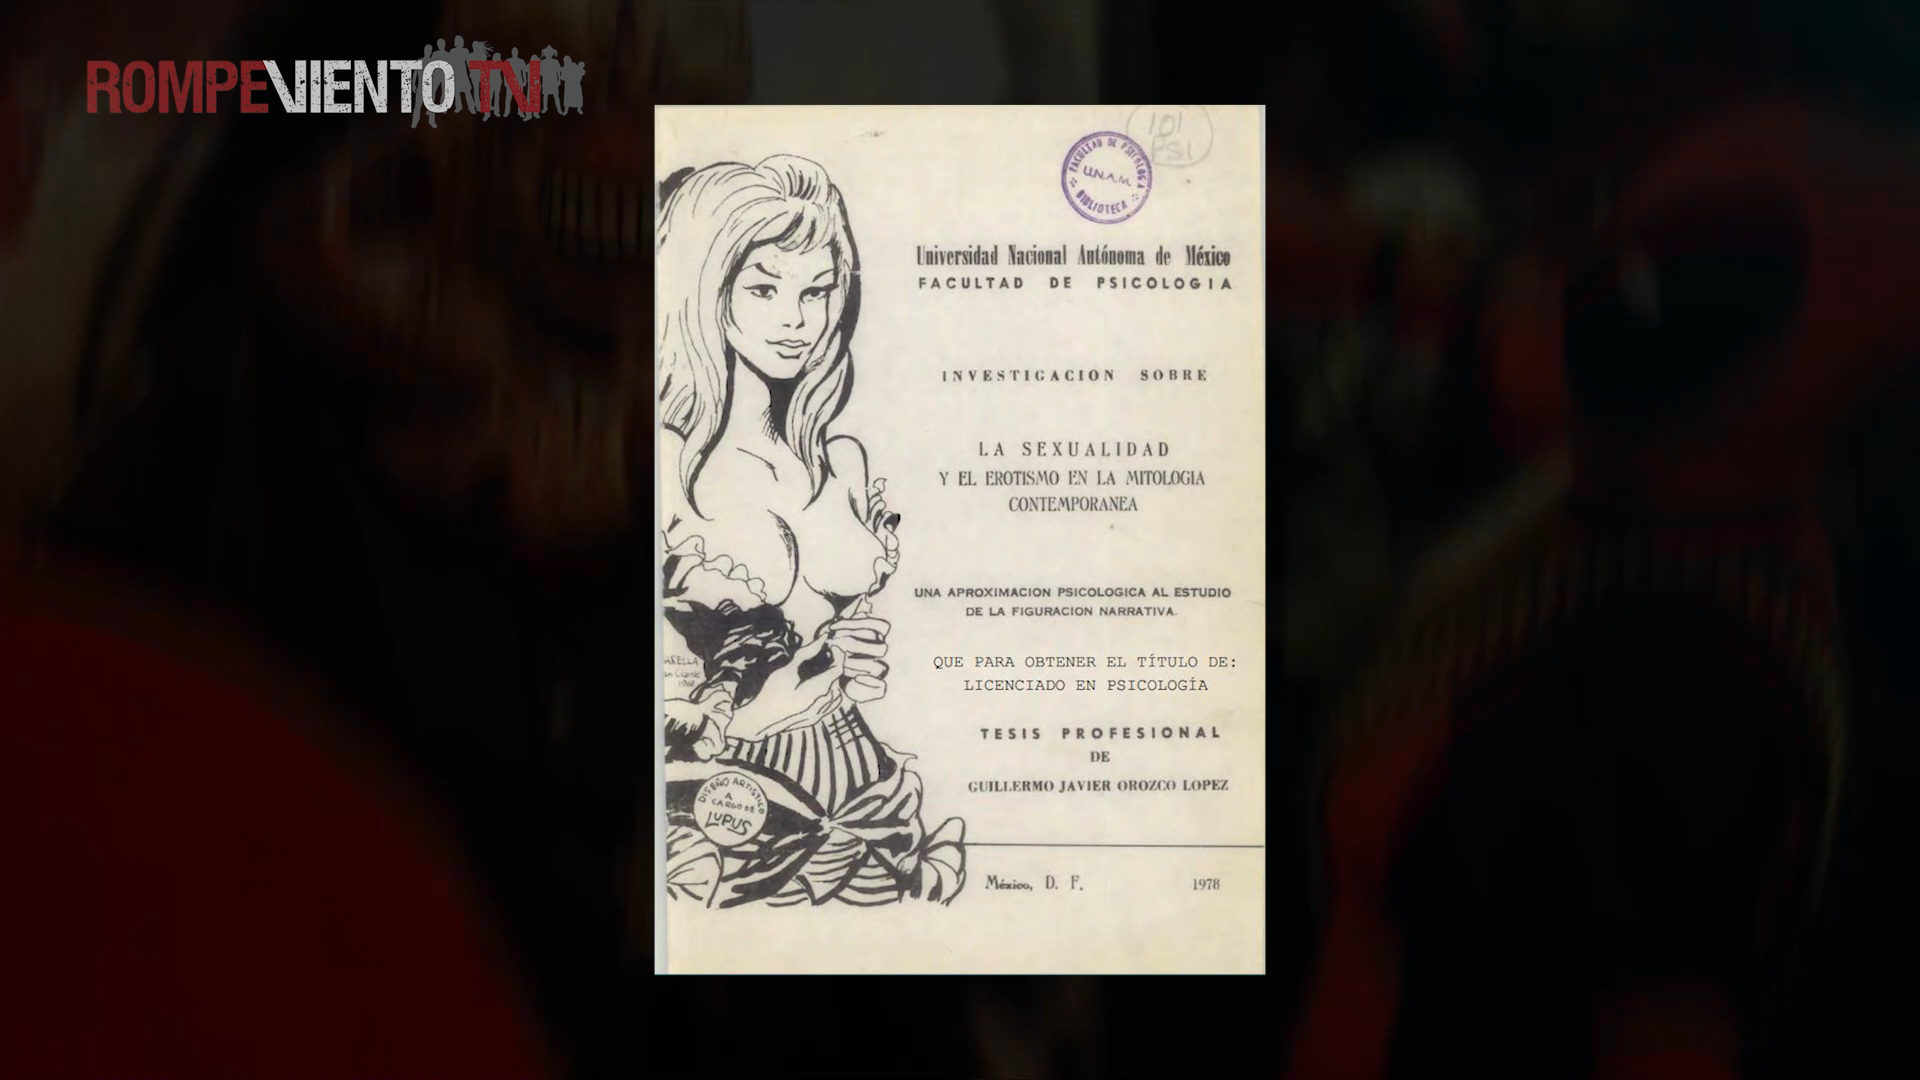 ROMPEVIENTO TV
101
PSI
FACULTAD DE PSICOLOGIA
U.N.A.M.
BIBLIOTECA
Universidad Nacional Autónoma de México
FACULTAD DE PSICOLOGIA
INVESTIGACION SOBRE
LA SEXUALIDAD
Y EL EROTISMO EN LA MITOLOGIA
CONTEMPORANEA
UNA APROXIMACION PSICOLOGICA AL ESTUDIO
DE LA FIGURACION NARRATIVA.
QUE PARA OBTENER EL TÍTULO DE:
LICENCIADO EN PSICOLOGÍA
TESIS PROFESIONAL
DE
GUILLERMO JAVIER OROZCO LOPEZ
DISEÑO ARTISTICO
A
CARGO DE
LUPUS
México, D. F. 1978